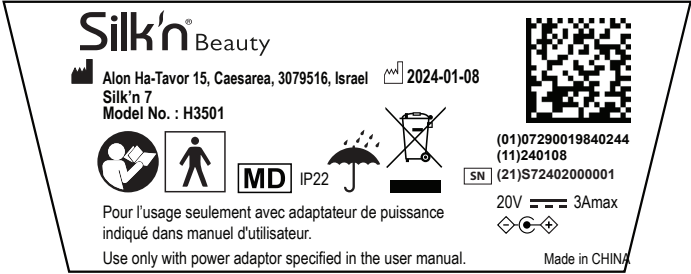 Silk'n® Beauty
Alon Ha-Tavor 15, Caesarea, 3079516, Israel
2024-01-08
Silk'n 7
Model No. : H3501
MD
IP22
(01)07290019840244
(11)240108
SN (21)S72402000001
20V 3Amax
Pour l'usage seulement avec adaptateur de puissance
indiqué dans manuel d'utilisateur.
Use only with power adaptor specified in the user manual.
Made in CHINA